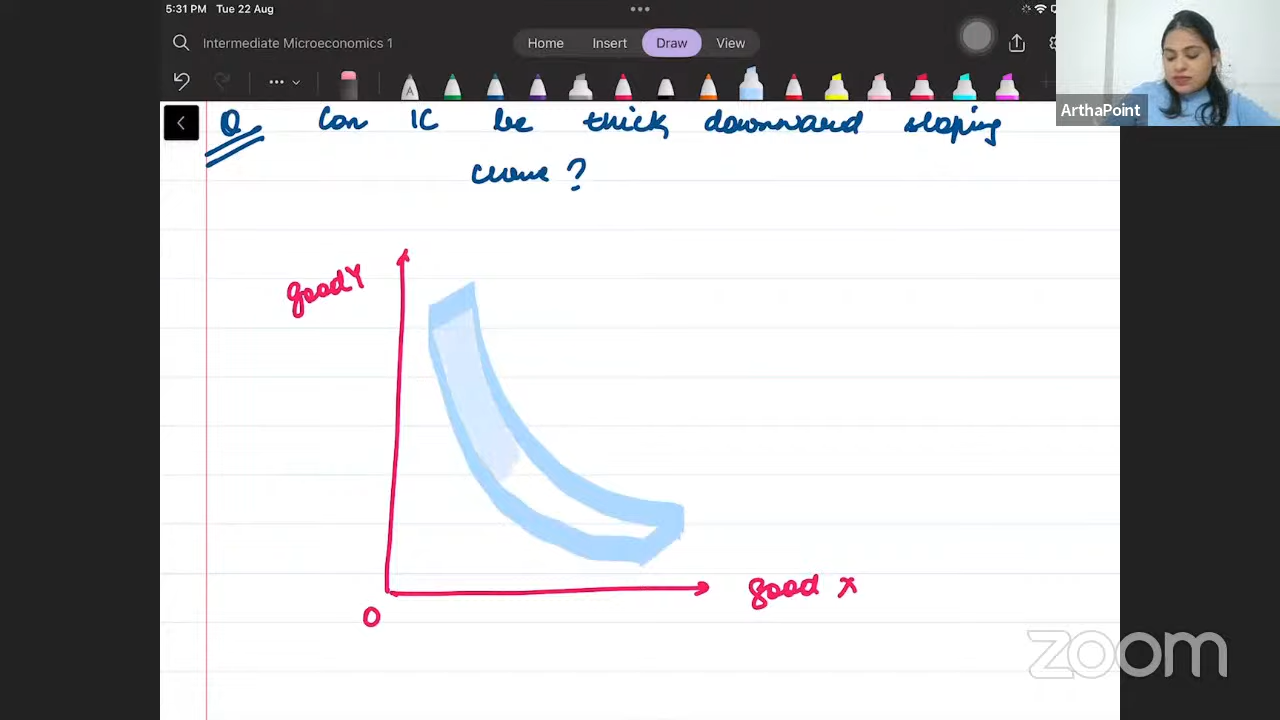 5:31 PM Tue 22 Aug
Intermediate Microeconomics 1
Home Insert Draw View
A
ArthaPoint
Q Can IC be thick downward sloping
curve ?
good Y
good x
O
zoom